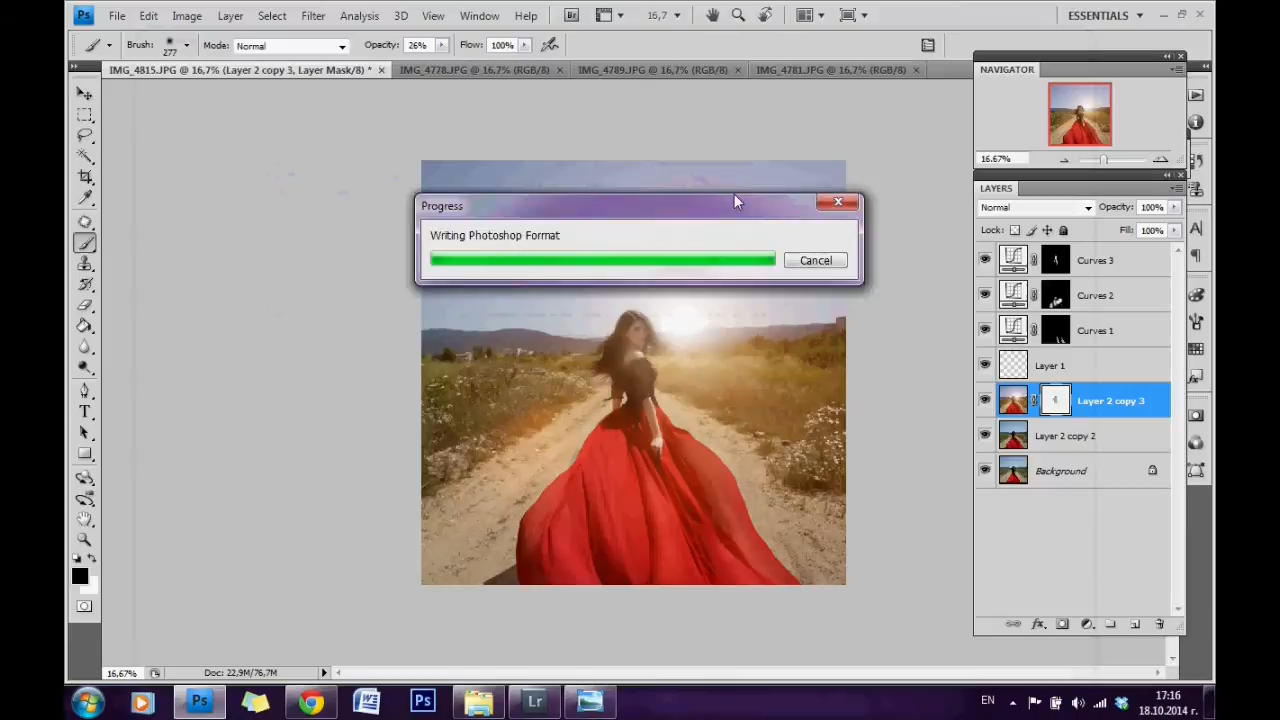 Ps File Edit Image Layer Select Filter Analysis 3D View Window Help Br 16,7 ESSENTIALS
Brush: 277 Mode: Normal Opacity: 26% Flow: 100%
IMG_4815.JPG @ 16,7% (Layer 2 copy 3, Layer Mask/8) * IMG_4778.JPG @ 16,7% (RGB/8) IMG_4789.JPG @ 16,7% (RGB/8) IMG_4781.JPG @ 16,7% (RGB/8)
NAVIGATOR
16.67%
LAYERS
Normal Opacity: 100%
Lock: Fill: 100%
Curves 3
Curves 2
Curves 1
Layer 1
Layer 2 copy 3
Layer 2 copy 2
Background
Progress
Writing Photoshop Format
Cancel
16,67% Doc: 22,9M/76,7M
Ps W Ps Lr EN 17:16
18.10.2014 г.